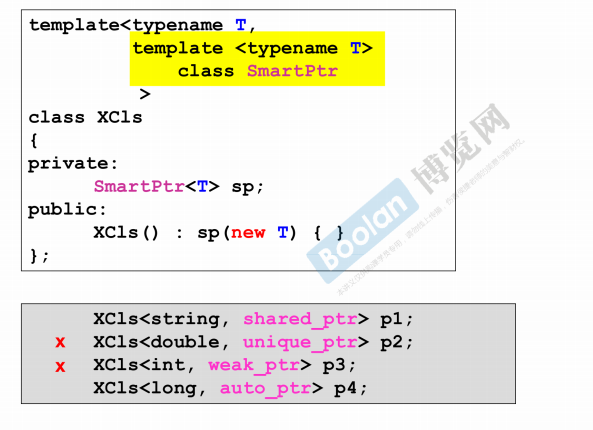 template<typename T,
template <typename T>
class SmartPtr
>
class XCls
{
private:
SmartPtr<T> sp;
public:
XCls() : sp(new T) { }
};
Boolan 博览网
XCls<string, shared_ptr> p1;
x XCls<double, unique_ptr> p2;
x XCls<int, weak_ptr> p3;
XCls<long, auto_ptr> p4;